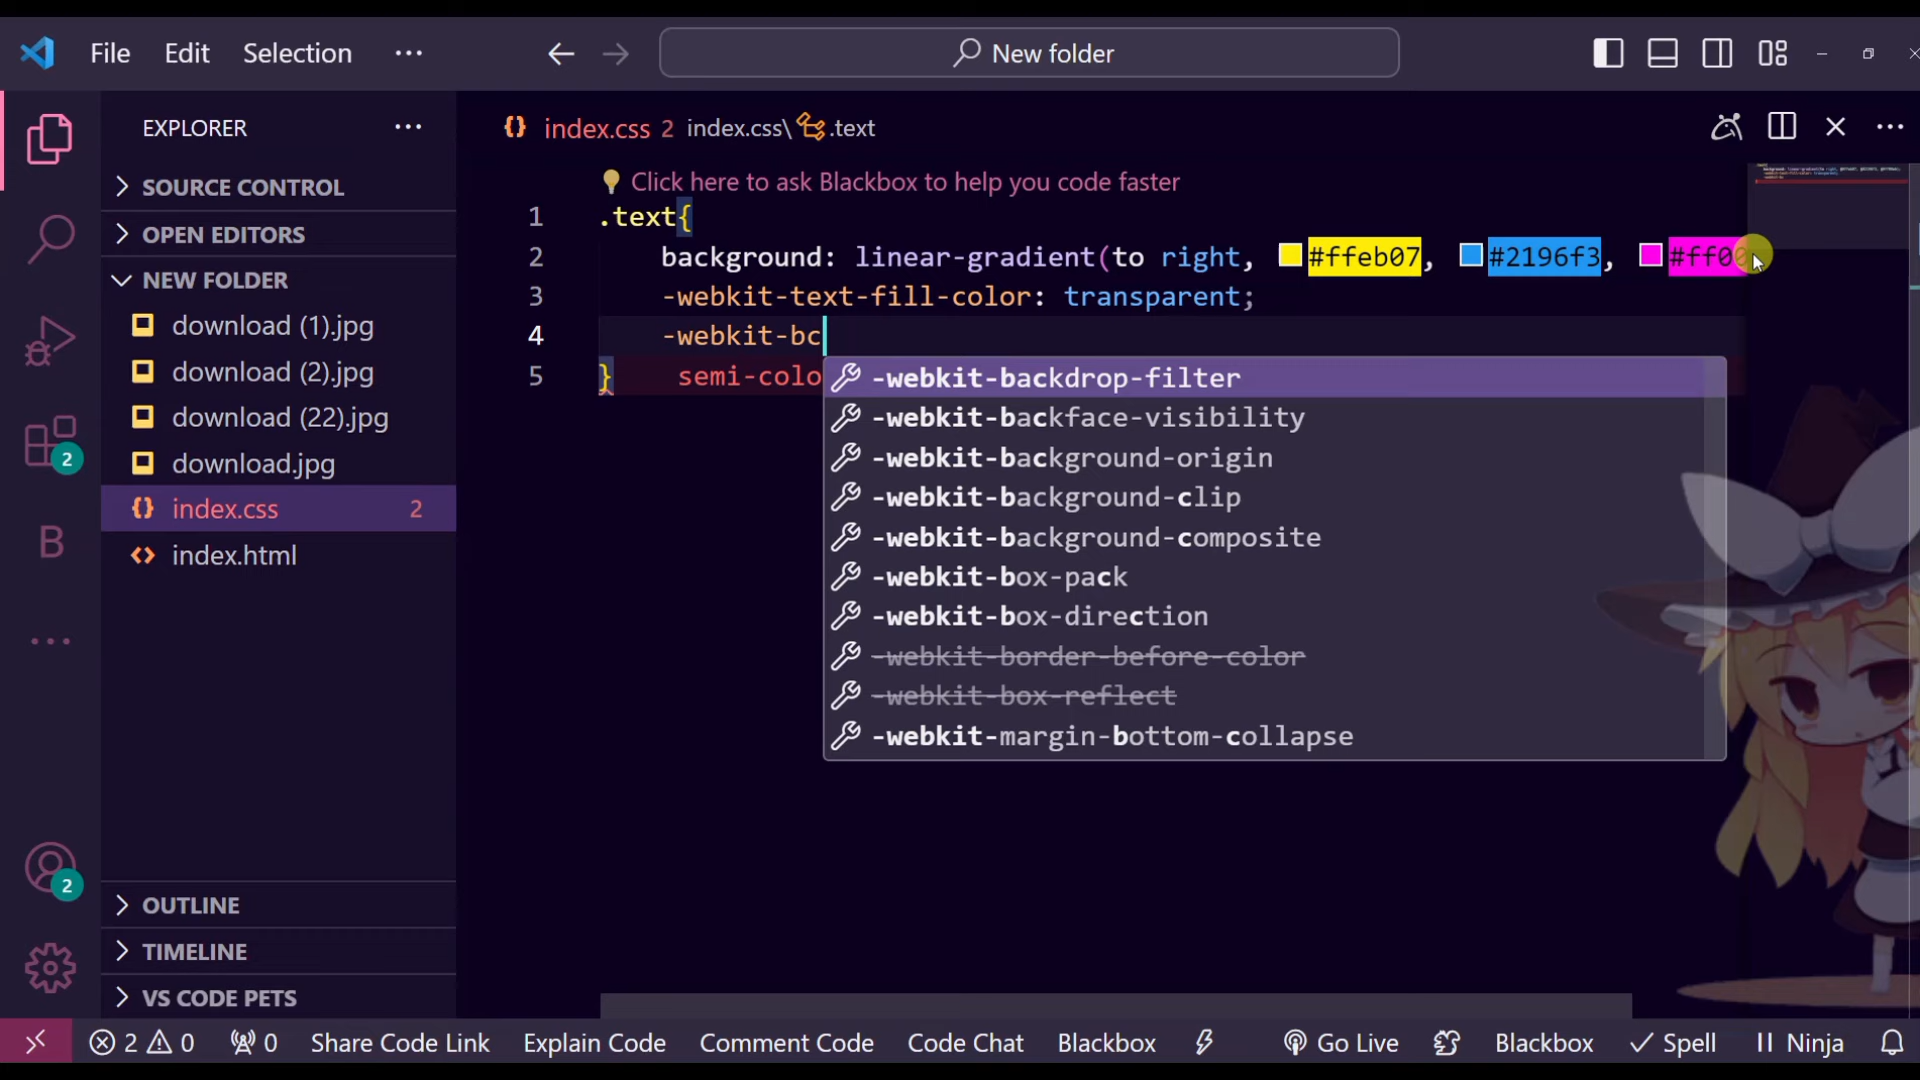 File Edit Selection ... New folder
EXPLORER ...
SOURCE CONTROL
OPEN EDITORS
NEW FOLDER
download (1).jpg
download (2).jpg
download (22).jpg
download.jpg
index.css 2
index.html
OUTLINE
TIMELINE
VS CODE PETS
2
B
...
2
{} index.css 2 index.css\ .text
...
Click here to ask Blackbox to help you code faster
1 .text{
2 background: linear-gradient(to right, #ffeb07, #2196f3, #ff00
3 -webkit-text-fill-color: transparent;
4 -webkit-bc
5 } semi-colo
-webkit-backdrop-filter
-webkit-backface-visibility
-webkit-background-origin
-webkit-background-clip
-webkit-background-composite
-webkit-box-pack
-webkit-box-direction
-webkit-border-before-color
-webkit-box-reflect
-webkit-margin-bottom-collapse
2 0 0 Share Code Link Explain Code Comment Code Code Chat Blackbox Go Live Blackbox Spell Ninja